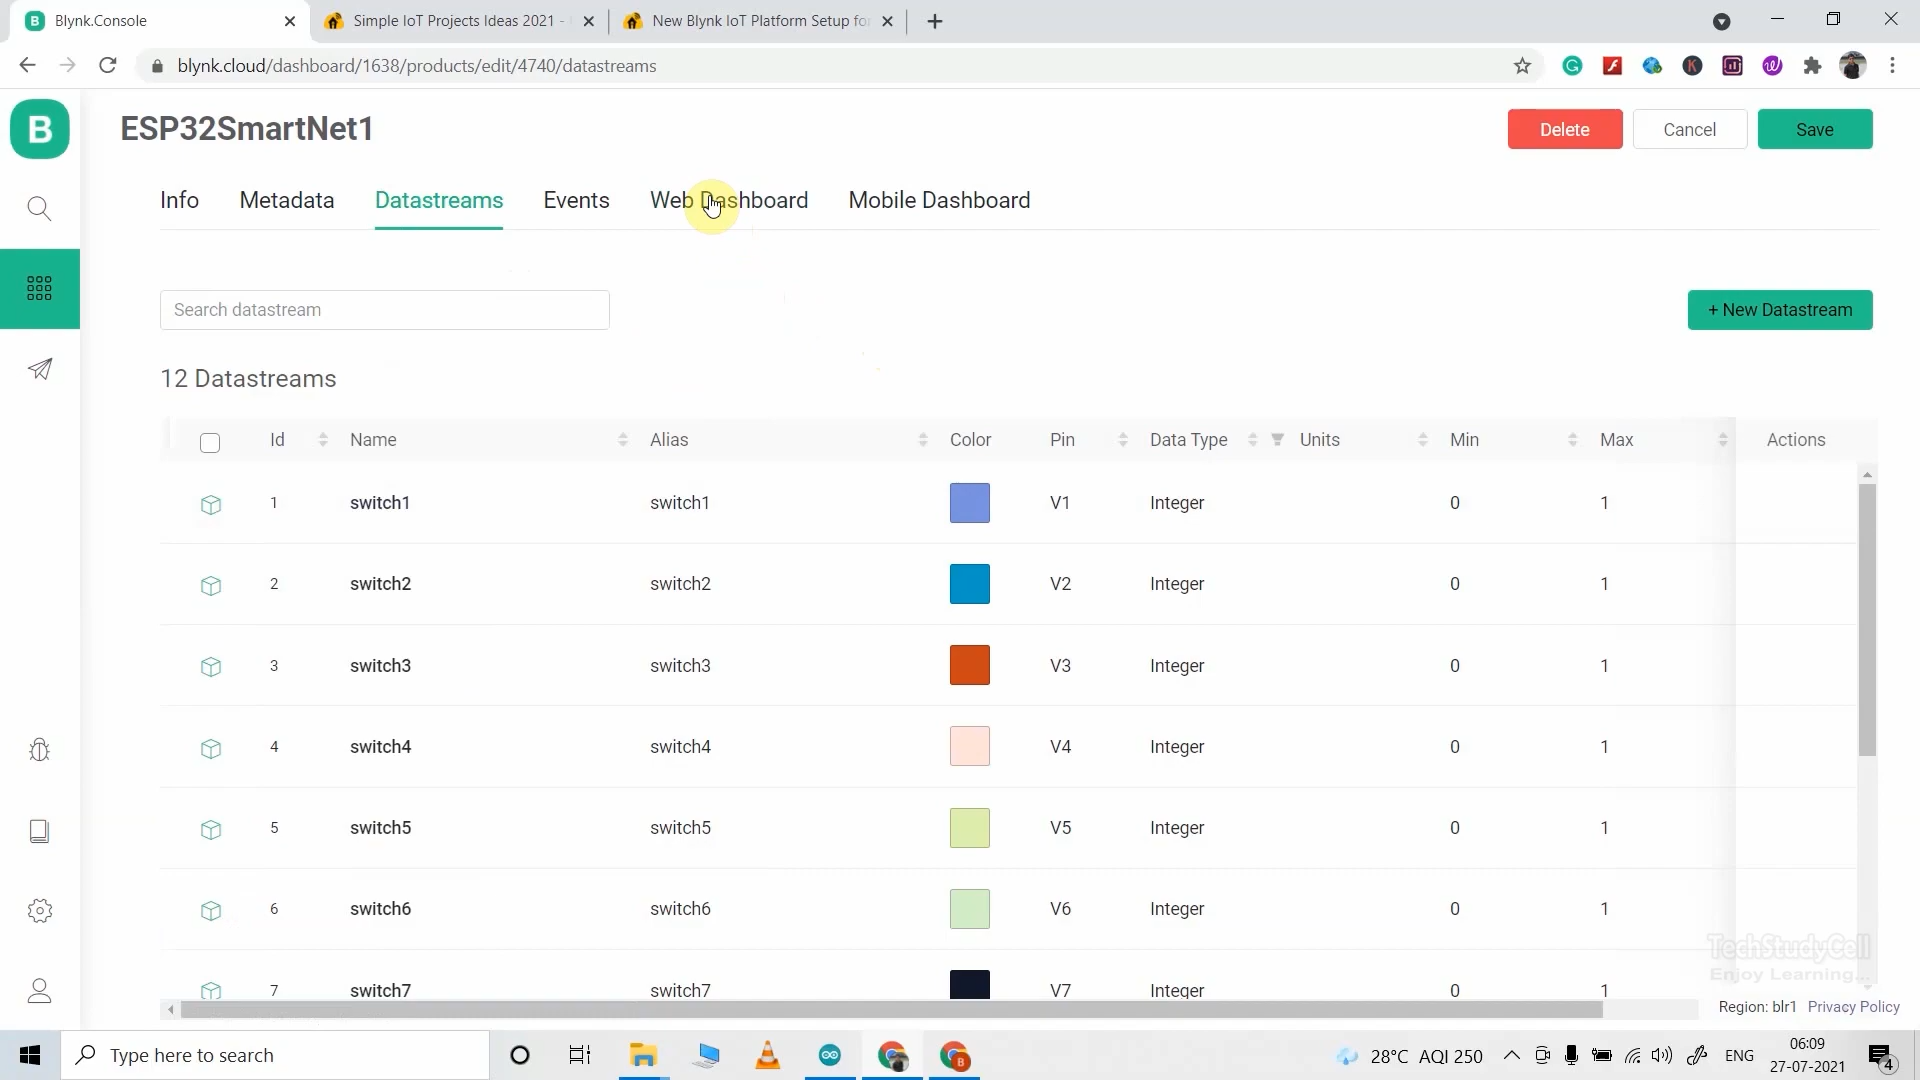 Blynk.Console
Simple IoT Projects Ideas 2021 -
New Blynk IoT Platform Setup for
blynk.cloud/dashboard/1638/products/edit/4740/datastreams
B
ESP32SmartNet1
Delete
Cancel
Save
Info
Metadata
Datastreams
Events
Web Dashboard
Mobile Dashboard
Search datastream
+ New Datastream
12 Datastreams
Id Name Alias Color Pin Data Type Units Min Max Actions
1 switch1 switch1 V1 Integer 0 1
2 switch2 switch2 V2 Integer 0 1
3 switch3 switch3 V3 Integer 0 1
4 switch4 switch4 V4 Integer 0 1
5 switch5 switch5 V5 Integer 0 1
6 switch6 switch6 V6 Integer 0 1
7 switch7 switch7 V7 Integer 0 1
TechStudyCell
Enjoy Learning...
Region: blr1 Privacy Policy
Type here to search
28°C AQI 250
ENG
06:09
27-07-2021
4